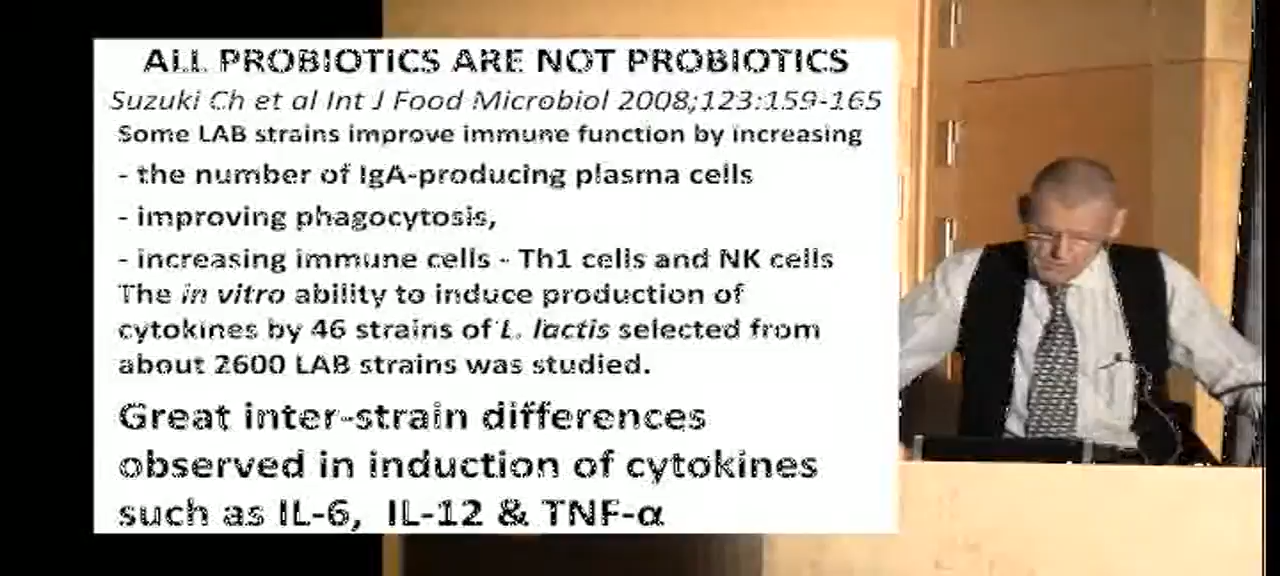 ALL PROBIOTICS ARE NOT PROBIOTICS
Suzuki Ch et al Int J Food Microbiol 2008;123:159-165
Some LAB strains improve immune function by increasing
- the number of IgA-producing plasma cells
- improving phagocytosis,
- increasing immune cells - Th1 cells and NK cells
The in vitro ability to induce production of
cytokines by 46 strains of L. lactis selected from
about 2600 LAB strains was studied.
Great inter-strain differences
observed in induction of cytokines
such as IL-6, IL-12 & TNF-α